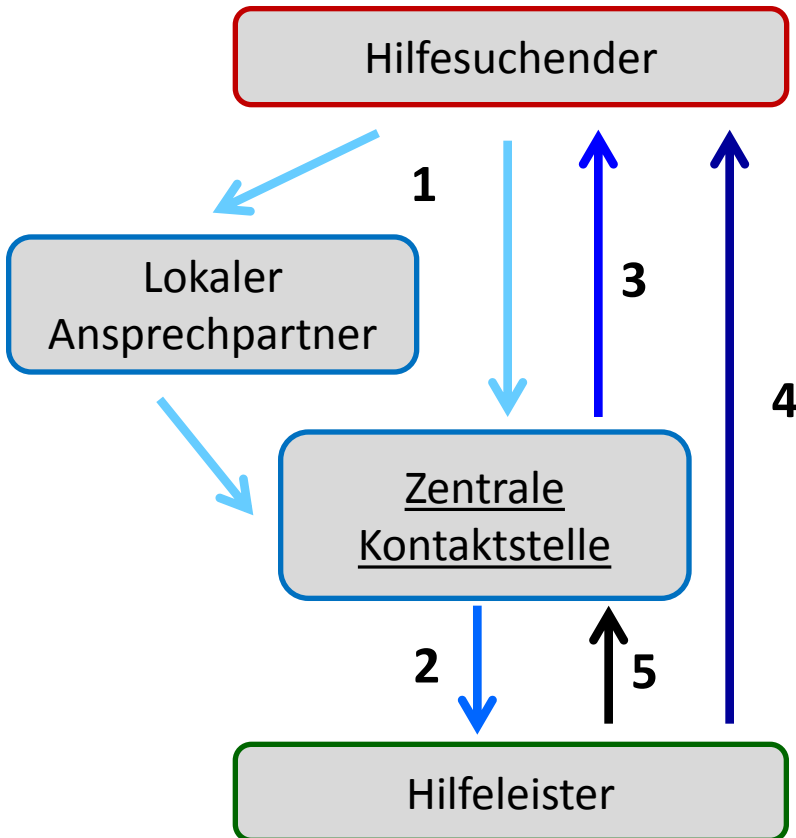 Hilfesuchender
1
3
Lokaler
Ansprechpartner
4
Zentrale
Kontaktstelle
2
5
Hilfeleister